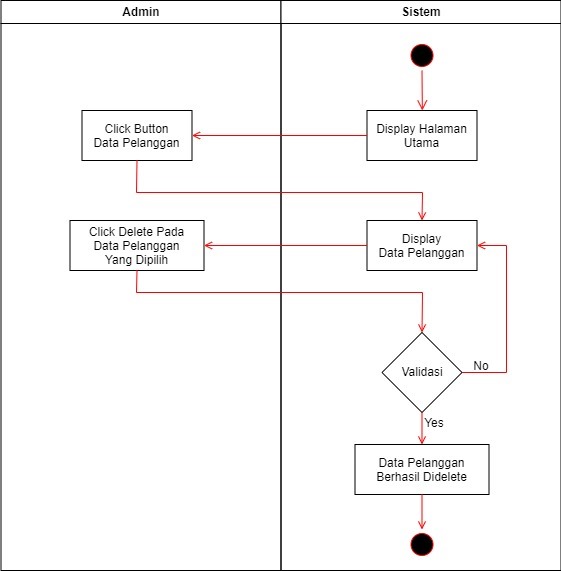 Admin
Sistem
Display Halaman
Utama
Click Button
Data Pelanggan
Display
Data Pelanggan
Click Delete Pada
Data Pelanggan
Yang Dipilih
Validasi
No
Yes
Data Pelanggan
Berhasil Didelete